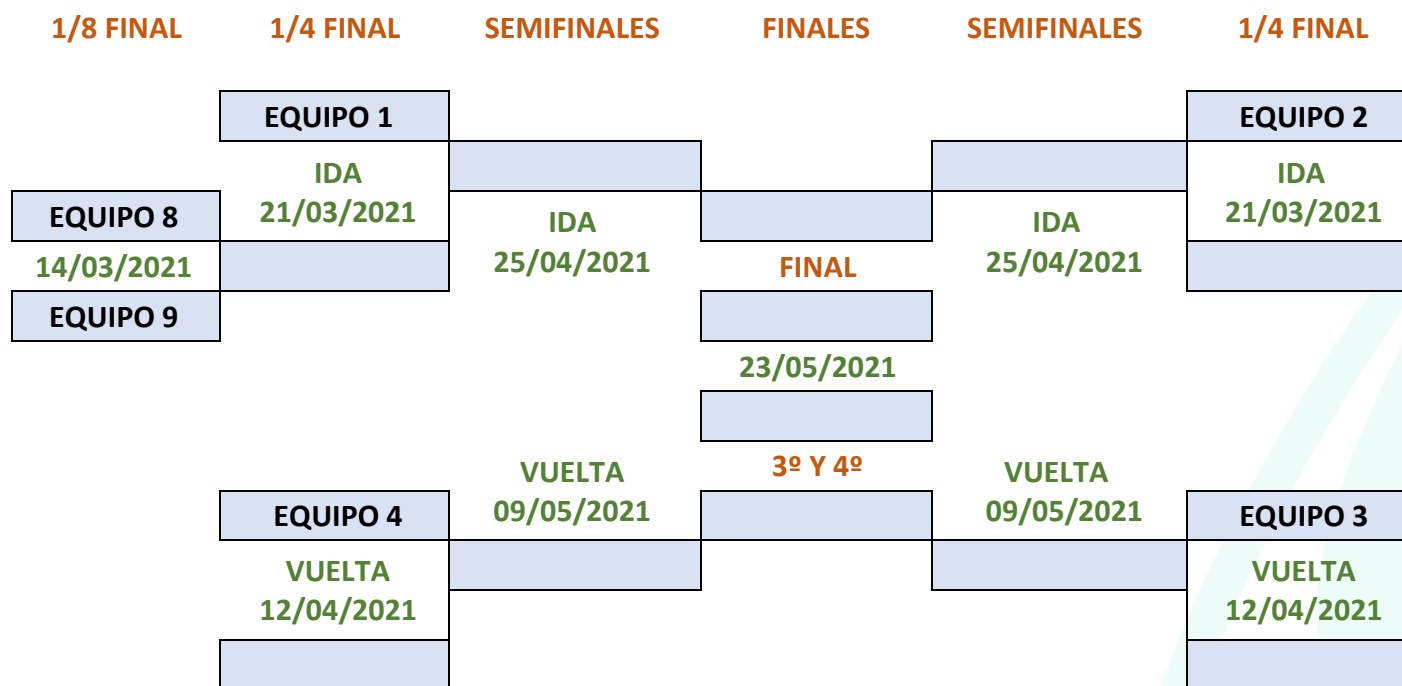 1/8 FINAL 1/4 FINAL SEMIFINALES FINALES SEMIFINALES 1/4 FINAL
EQUIPO 1 EQUIPO 2
IDA IDA
EQUIPO 8 21/03/2021 IDA IDA 21/03/2021
14/03/2021 25/04/2021 FINAL 25/04/2021
EQUIPO 9
23/05/2021
VUELTA 3º Y 4º VUELTA
EQUIPO 4 09/05/2021 09/05/2021 EQUIPO 3
VUELTA VUELTA
12/04/2021 12/04/2021